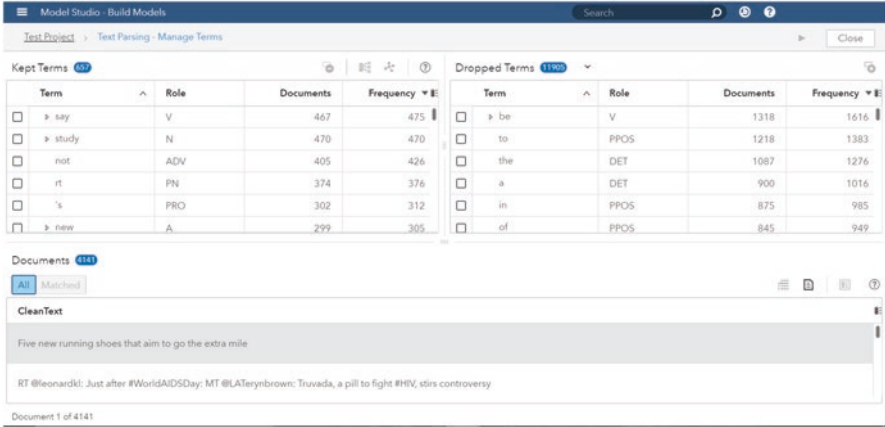 Model Studio - Build Models Search
Test Project Text Parsing - Manage Terms Close
Kept Terms 657
Term Role Documents Frequency
say V 467 475
study N 470 470
not ADV 405 426
rt PN 374 376
's PRO 302 312
new A 299 305
Dropped Terms 11905
Term Role Documents Frequency
be V 1318 1616
to PPOS 1218 1383
the DET 1087 1276
a DET 900 1016
in PPOS 875 985
of PPOS 845 949
Documents 4141
All Matched
CleanText
Five new running shoes that aim to go the extra mile
RT @leonardkl: Just after #WorldAIDSDay: MT @LATerynbrown: Truvada, a pill to fight #HIV, stirs controversy
Document 1 of 4141